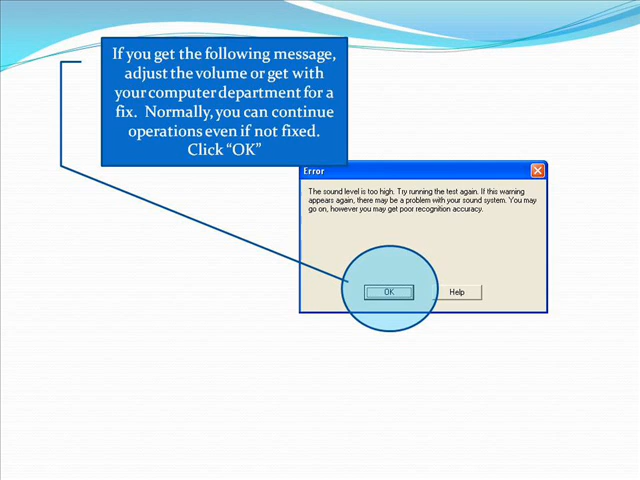 If you get the following message,
adjust the volume or get with
your computer department for a
fix.  Normally, you can continue
operations even if not fixed.
Click “OK”
Error
The sound level is too high. Try running the test again. If this warning
appears again, there may be a problem with your sound system. You may
go on, however you may get poor recognition accuracy.
OK
Help